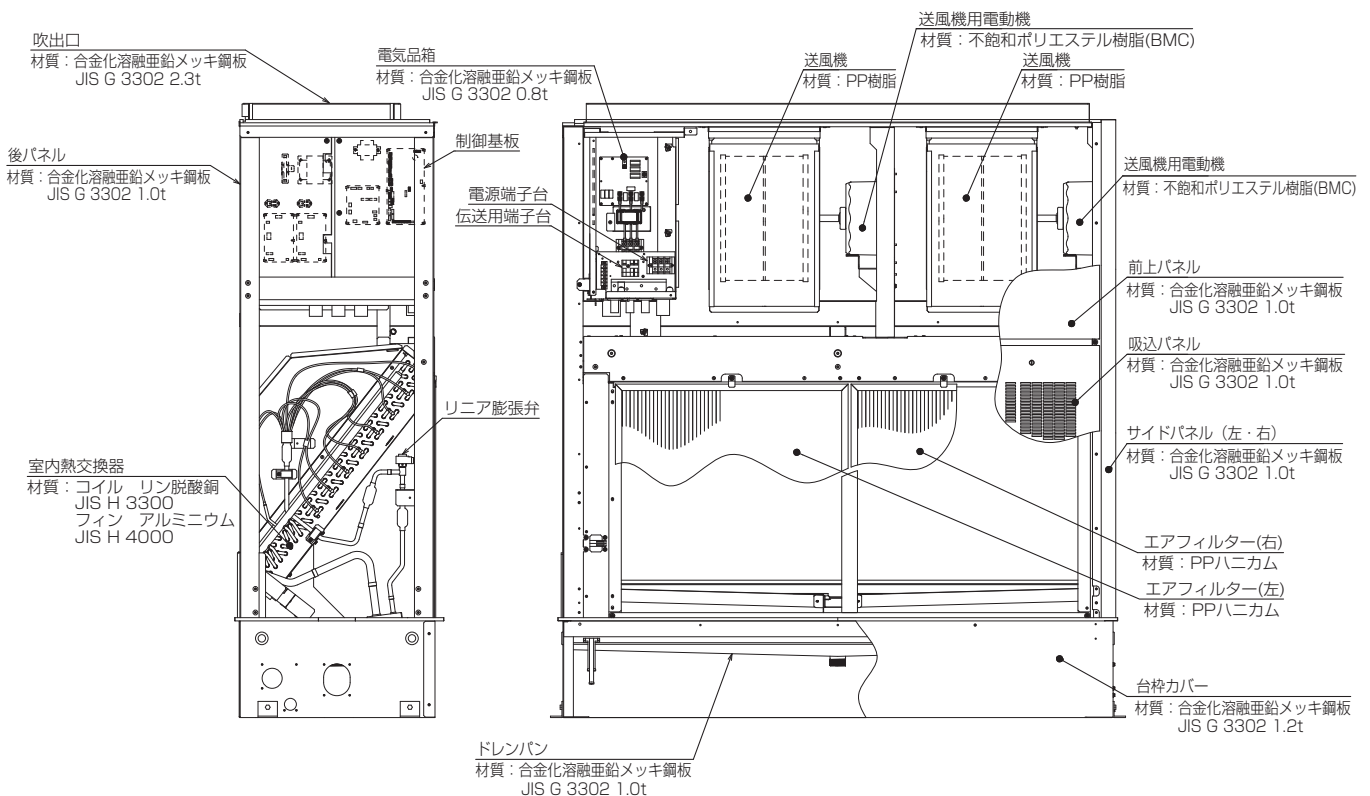 吹出口
材質：合金化溶融亜鉛メッキ鋼板
JIS G 3302 2.3t
後パネル
材質：合金化溶融亜鉛メッキ鋼板
JIS G 3302 1.0t
電気品箱
材質：合金化溶融亜鉛メッキ鋼板
JIS G 3302 0.8t
制御基板
電源端子台
伝送用端子台
リニア膨張弁
室内熱交換器
材質：コイル　リン脱酸銅
JIS H 3300
フィン　アルミニウム
JIS H 4000
送風機用電動機
材質：不飽和ポリエステル樹脂(BMC)
送風機
材質：PP樹脂
送風機
材質：PP樹脂
送風機用電動機
材質：不飽和ポリエステル樹脂(BMC)
前上パネル
材質：合金化溶融亜鉛メッキ鋼板
JIS G 3302 1.0t
吸込パネル
材質：合金化溶融亜鉛メッキ鋼板
JIS G 3302 1.0t
サイドパネル（左・右）
材質：合金化溶融亜鉛メッキ鋼板
JIS G 3302 1.0t
エアフィルター(右)
材質：PPハニカム
エアフィルター(左)
材質：PPハニカム
台枠カバー
材質：合金化溶融亜鉛メッキ鋼板
JIS G 3302 1.2t
ドレンパン
材質：合金化溶融亜鉛メッキ鋼板
JIS G 3302 1.0t